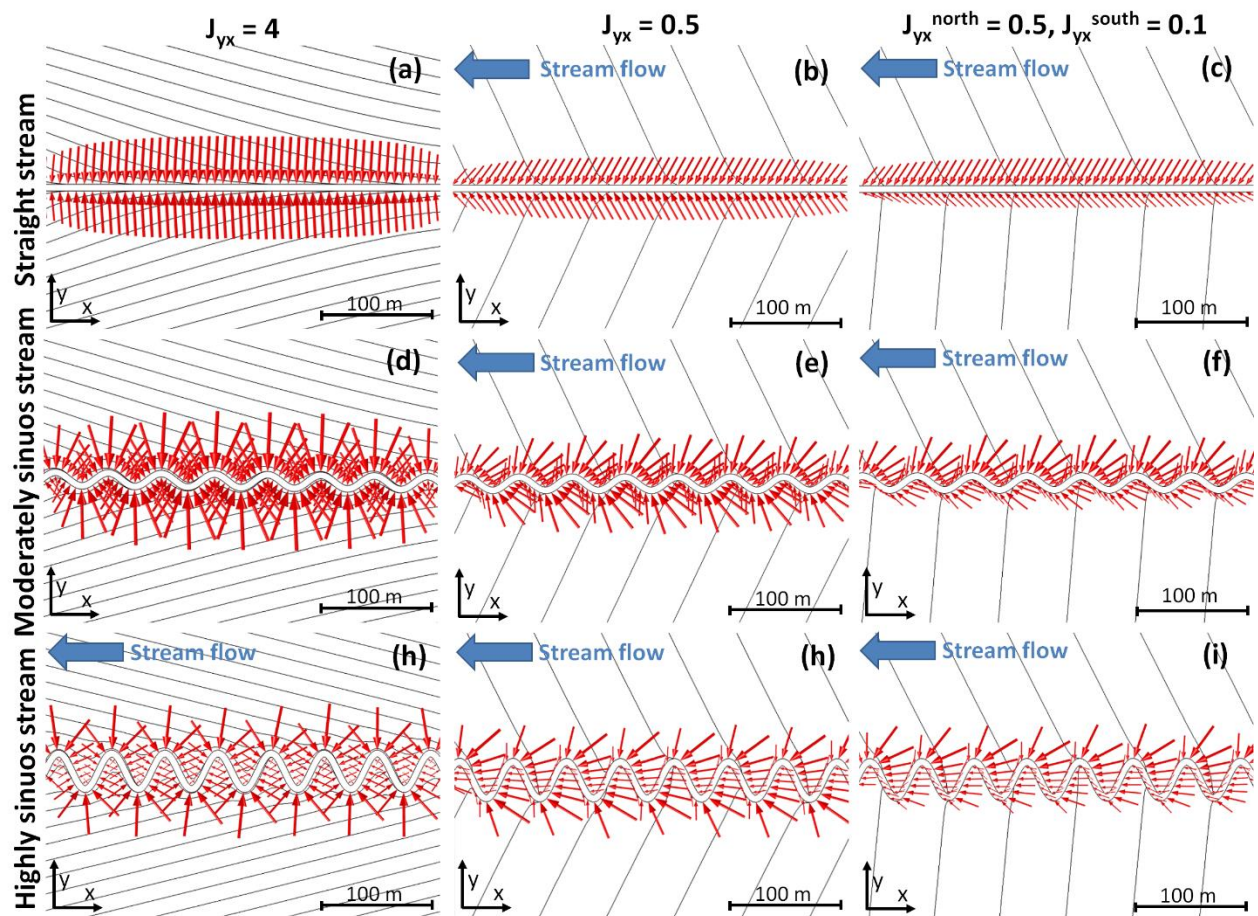 J_yx = 4
J_yx = 0.5
J_yx^north = 0.5, J_yx^south = 0.1
Straight stream
(a)
y
x
100 m
Stream flow
(b)
y
x
100 m
Stream flow
(c)
y
x
100 m
Moderately sinuos stream
(d)
y
x
100 m
Stream flow
(e)
y
x
100 m
Stream flow
(f)
y
x
100 m
Highly sinuos stream
Stream flow
(h)
y
x
100 m
Stream flow
(h)
y
x
100 m
Stream flow
(i)
y
x
100 m